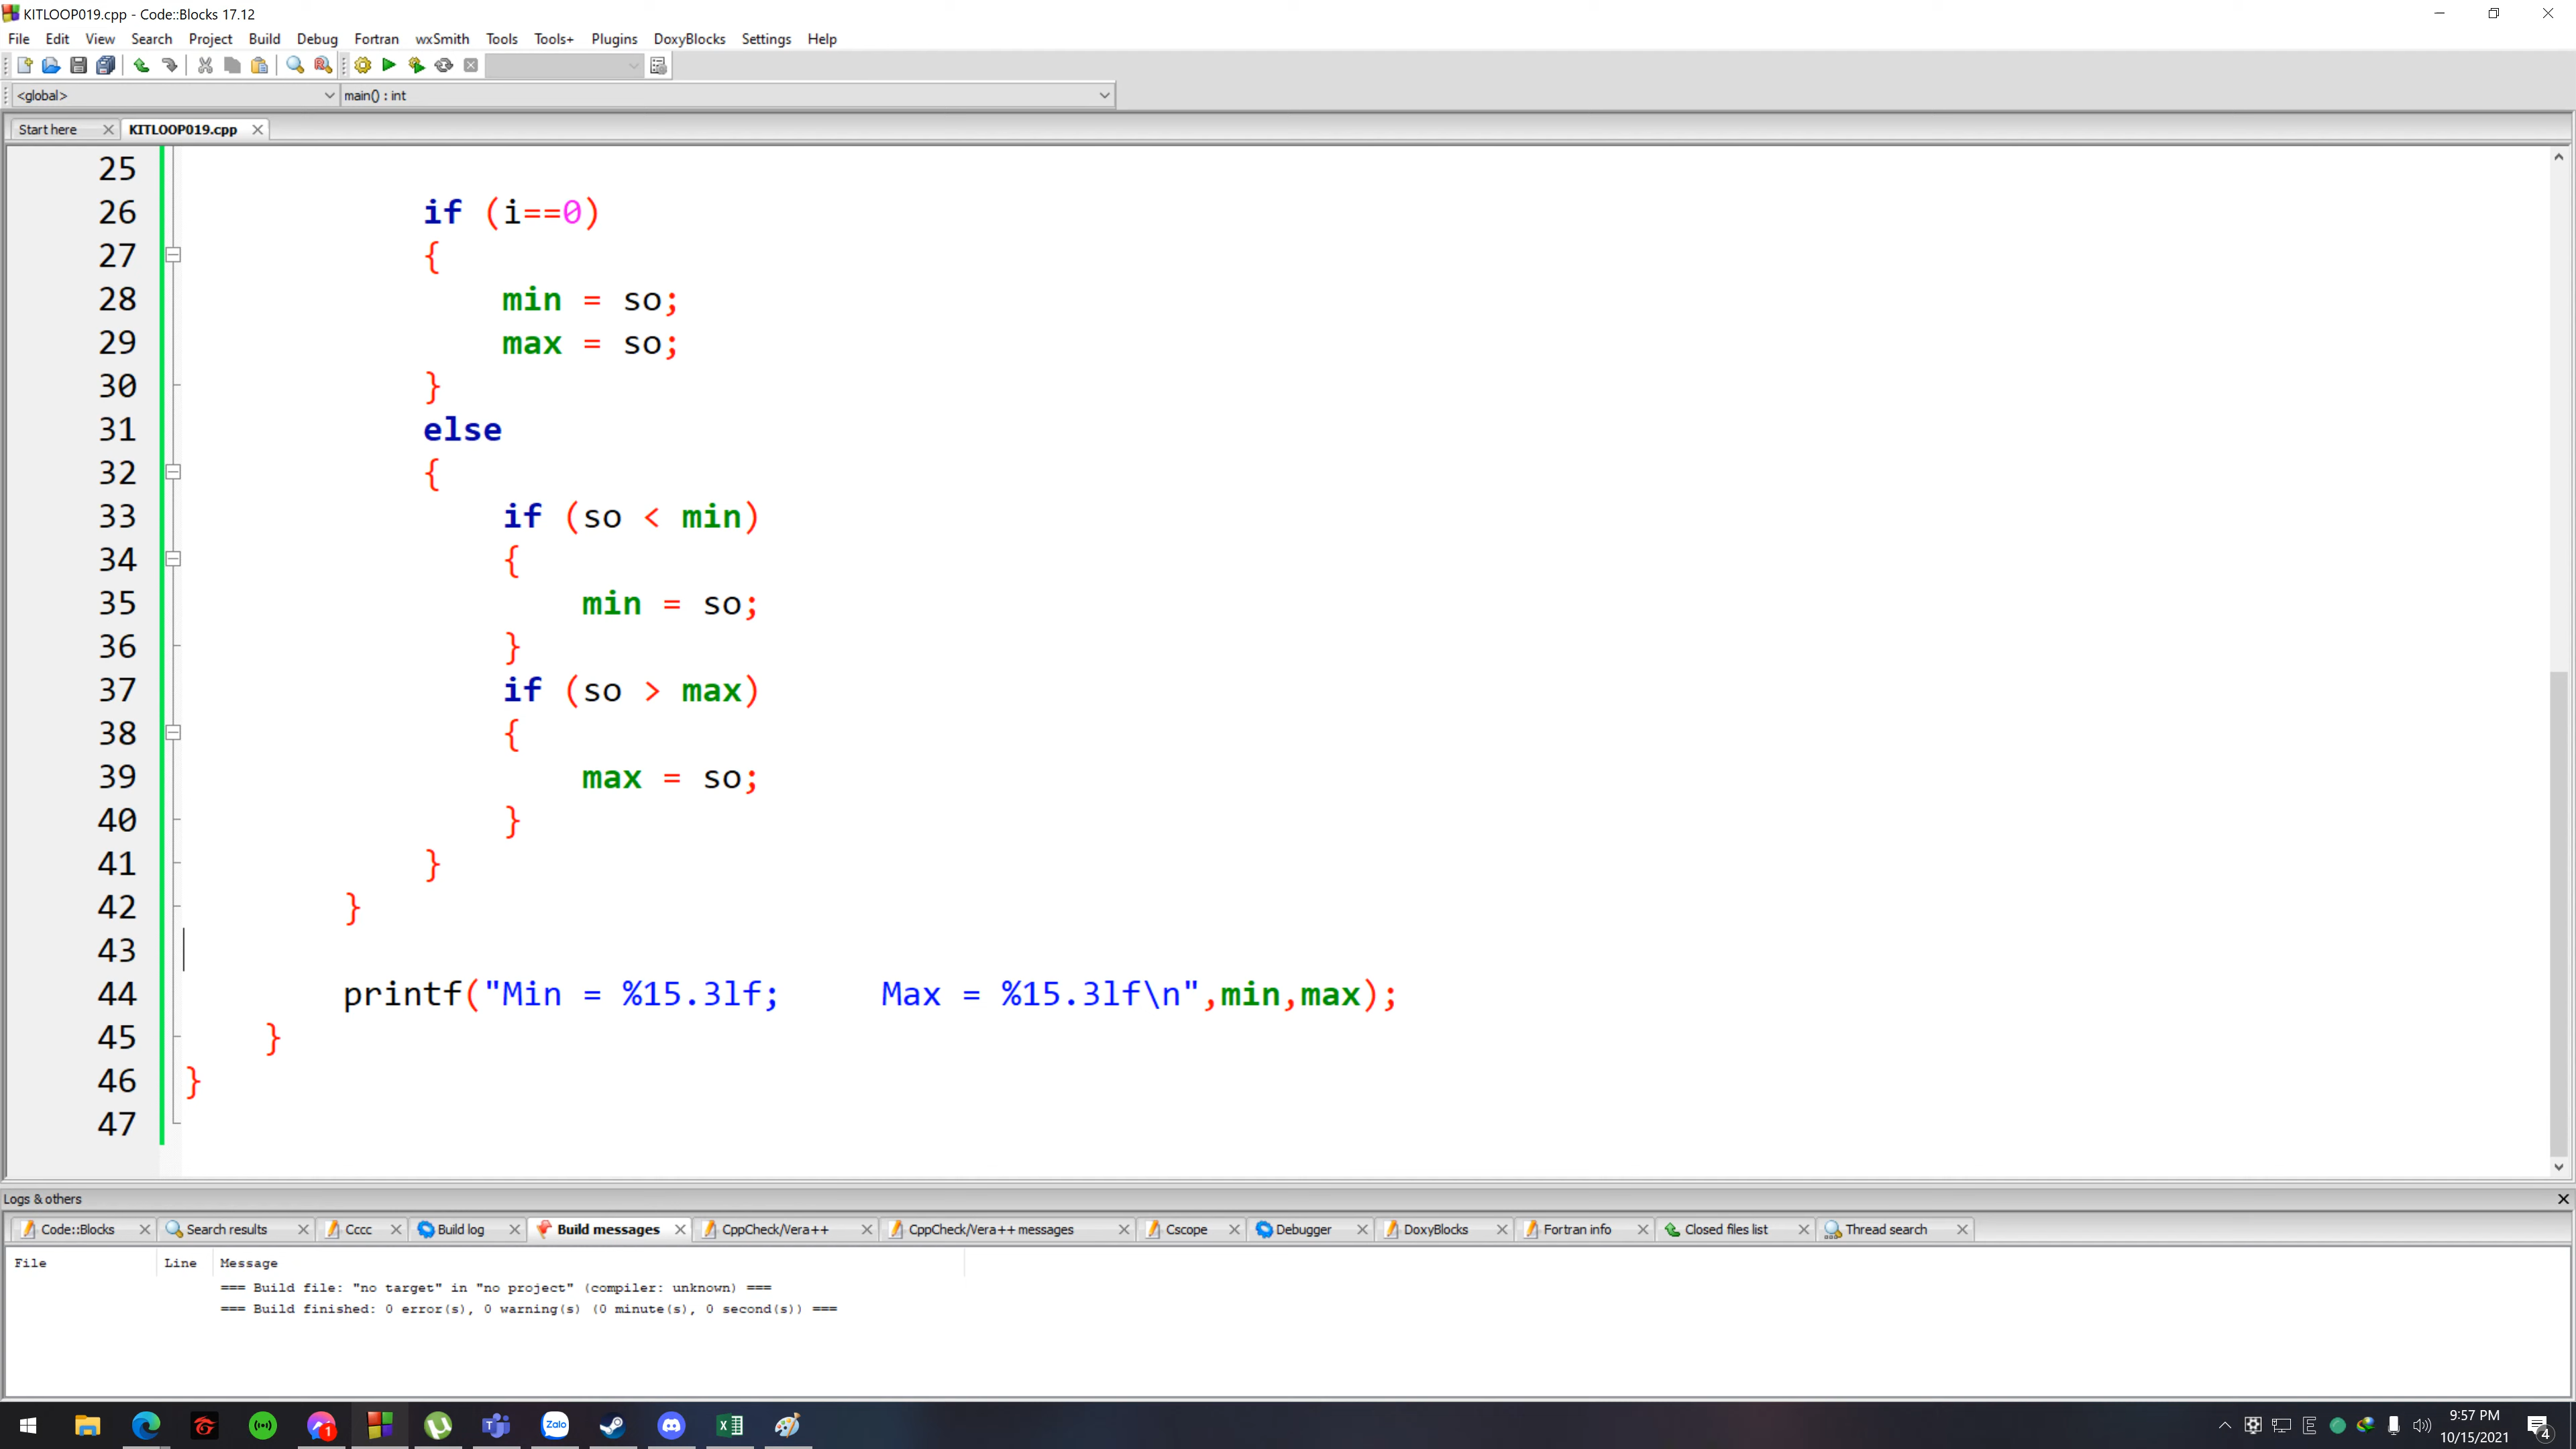 KITLOOP019.cpp - Code::Blocks 17.12
File Edit View Search Project Build Debug Fortran wxSmith Tools Tools+ Plugins DoxyBlocks Settings Help
<global> main() : int
Start here KITLOOP019.cpp
25
26 if (i==0)
27 {
28 min = so;
29 max = so;
30 }
31 else
32 {
33 if (so < min)
34 {
35 min = so;
36 }
37 if (so > max)
38 {
39 max = so;
40 }
41 }
42 }
43
44 printf("Min = %15.3lf;     Max = %15.3lf\n",min,max);
45 }
46 }
47
Logs & others
Code::Blocks Search results Cccc Build log Build messages CppCheck/Vera++ CppCheck/Vera++ messages Cscope Debugger DoxyBlocks Fortran info Closed files list Thread search
File Line Message
=== Build file: "no target" in "no project" (compiler: unknown) ===
=== Build finished: 0 error(s), 0 warning(s) (0 minute(s), 0 second(s)) ===
1 Zalo 9:57 PM
10/15/2021 4